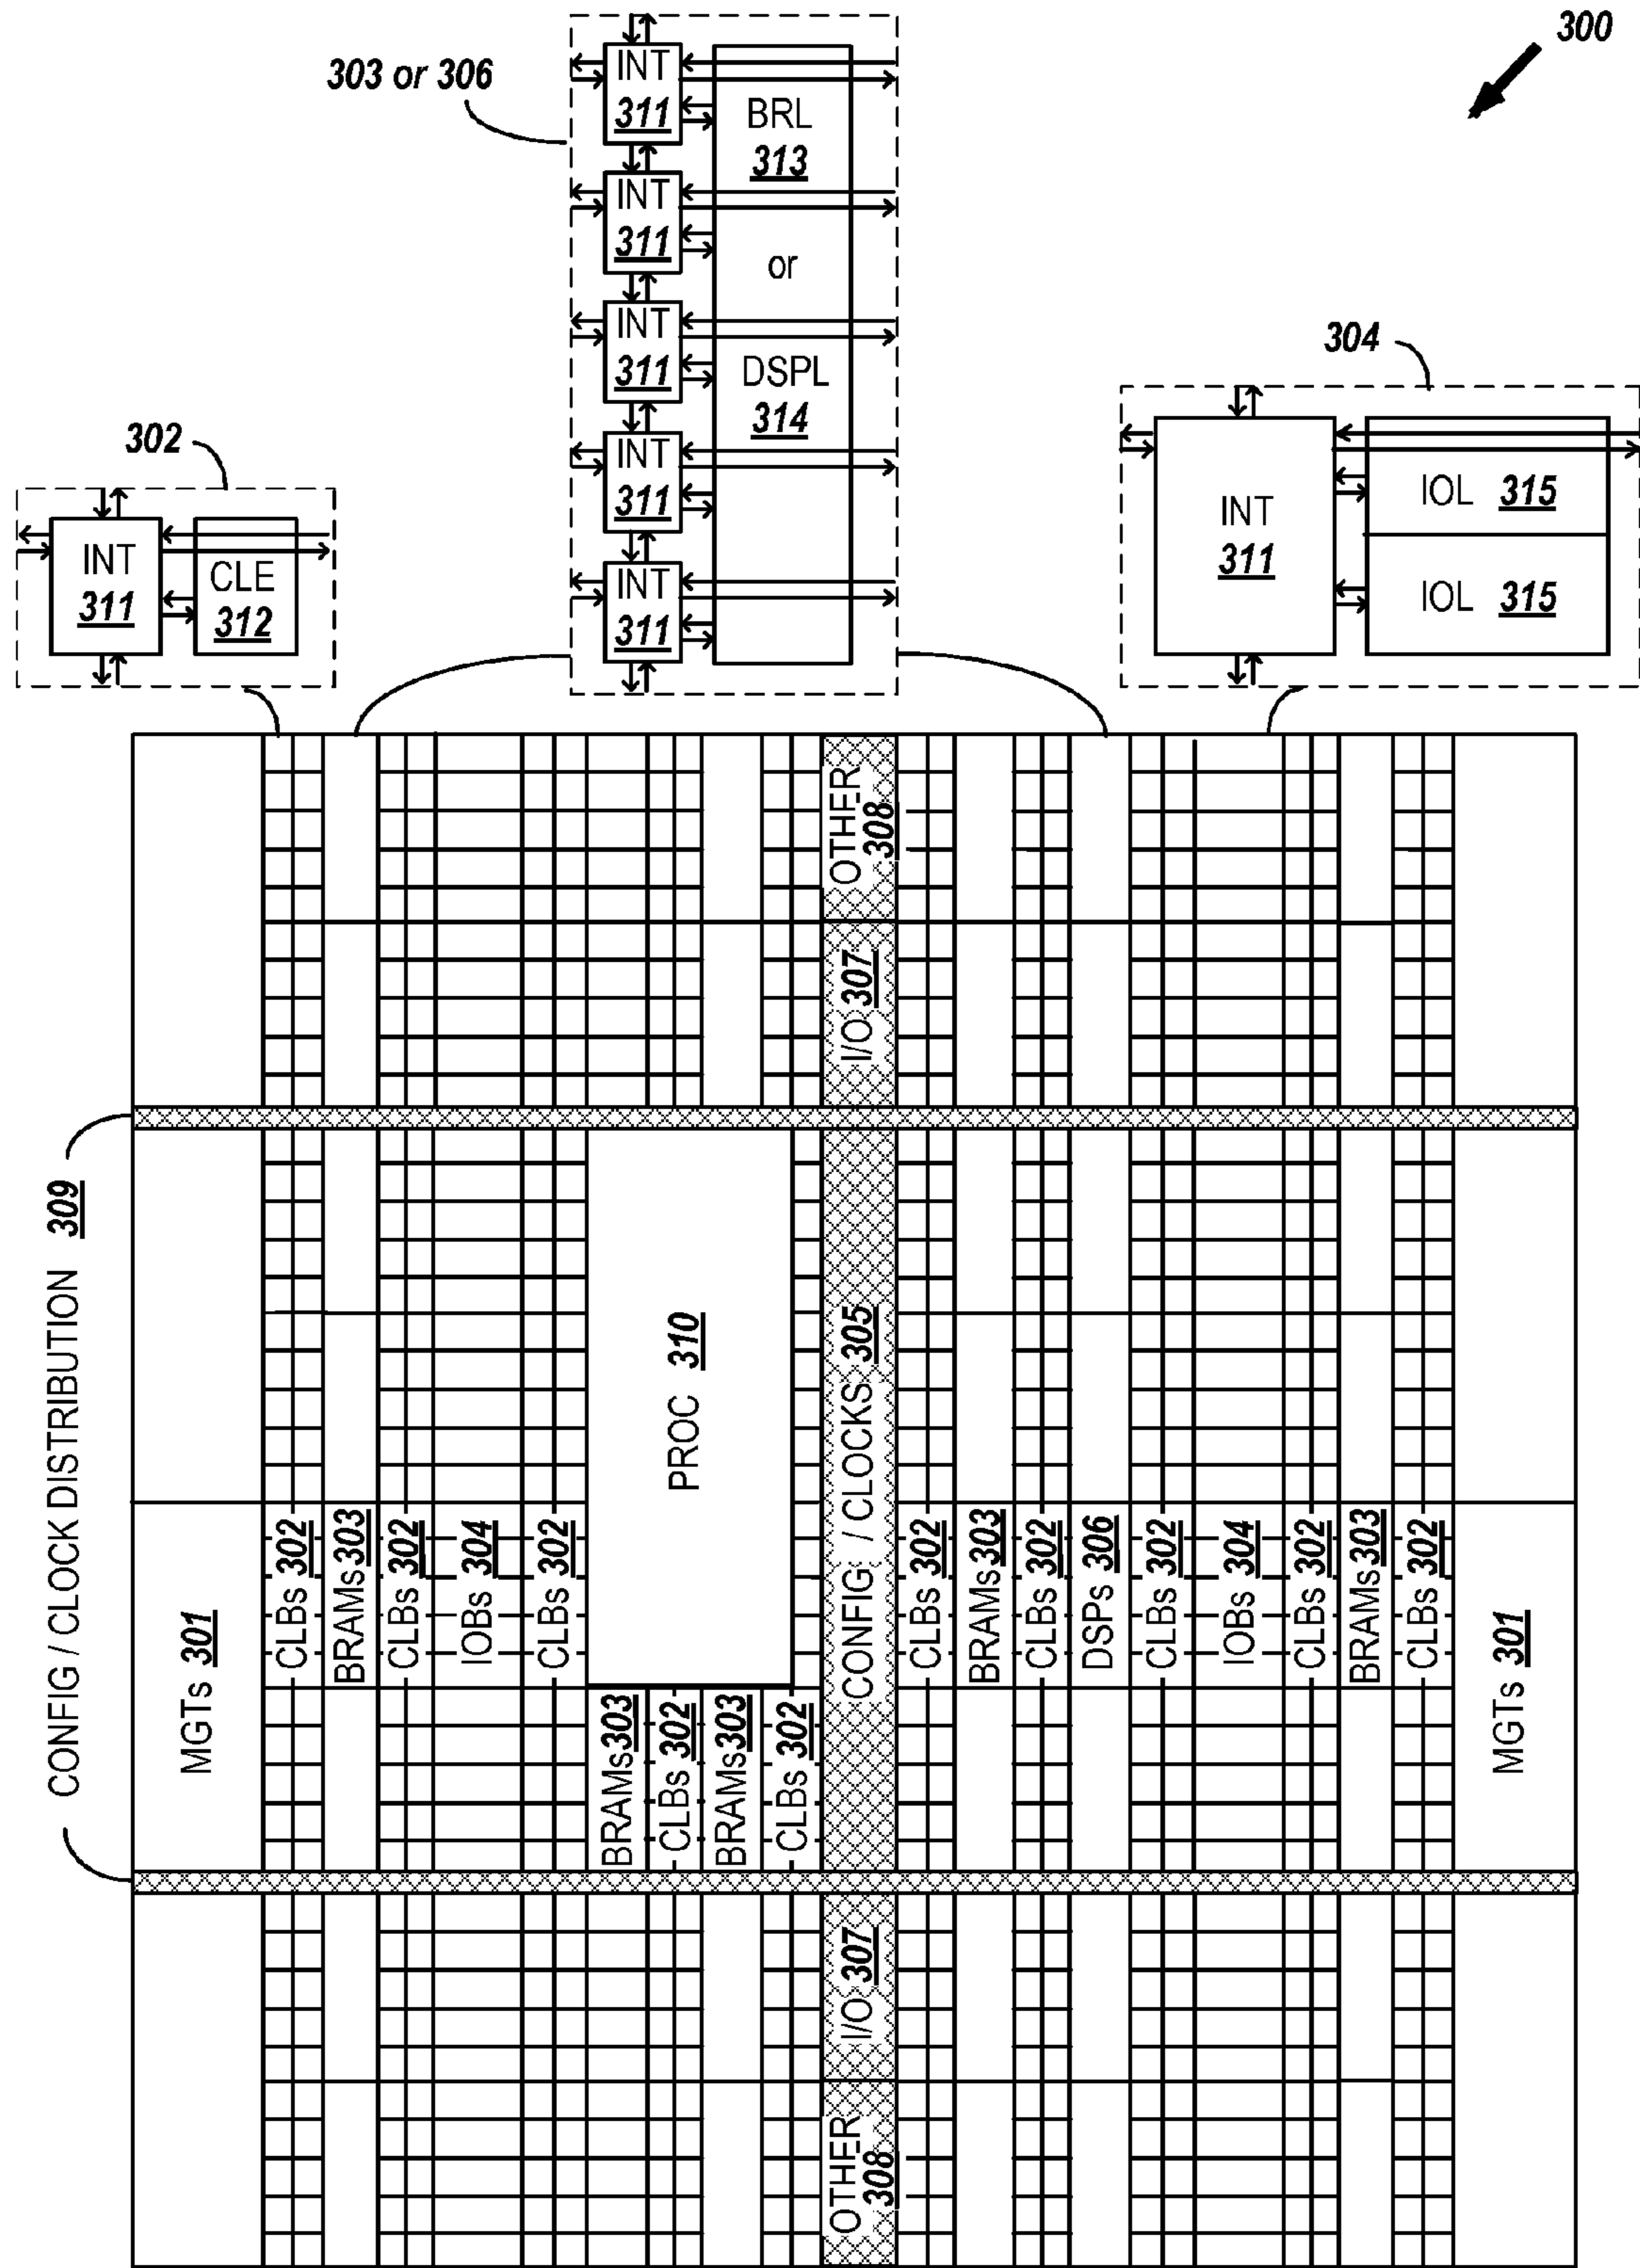 300
303 or 306
INT
311
INT
311
INT
311
INT
311
INT
311
BRL
313
or
DSPL
314
302
INT
311
CLE
312
304
INT
311
IOL 315
IOL 315
OTHER
308
I/O 307
CONFIG / CLOCK DISTRIBUTION 309
PROC 310
CONFIG / CLOCKS 305
MGTs 301
CLBs 302
BRAMs 303
CLBs 302
IOBs 304
CLBs 302
BRAMs 303
CLBs 302
BRAMs 303
CLBs 302
CLBs 302
BRAMs 303
CLBs 302
DSPs 306
CLBs 302
IOBs 304
CLBs 302
BRAMs 303
CLBs 302
MGTs 301
I/O 307
OTHER
308